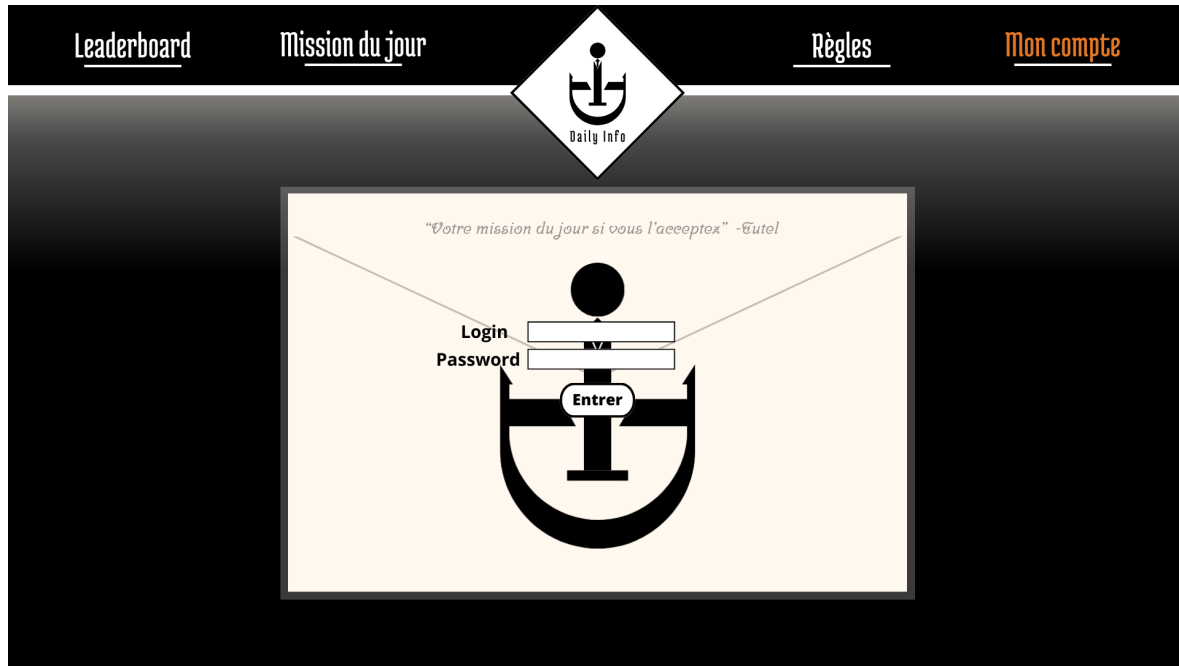 Leaderboard
Mission du jour
Daily Info
Règles
Mon compte
“Votre mission du jour si vous l’acceptez” -Tutel
Login
Password
Entrer